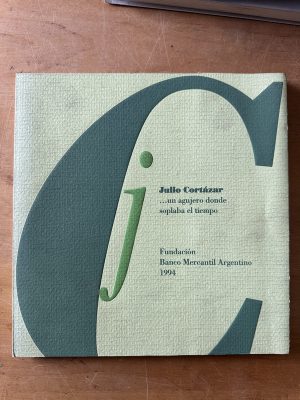 C
j
Julio Cortázar
...un agujero donde
soplaba el tiempo
Fundación
Banco Mercantil Argentino
1994